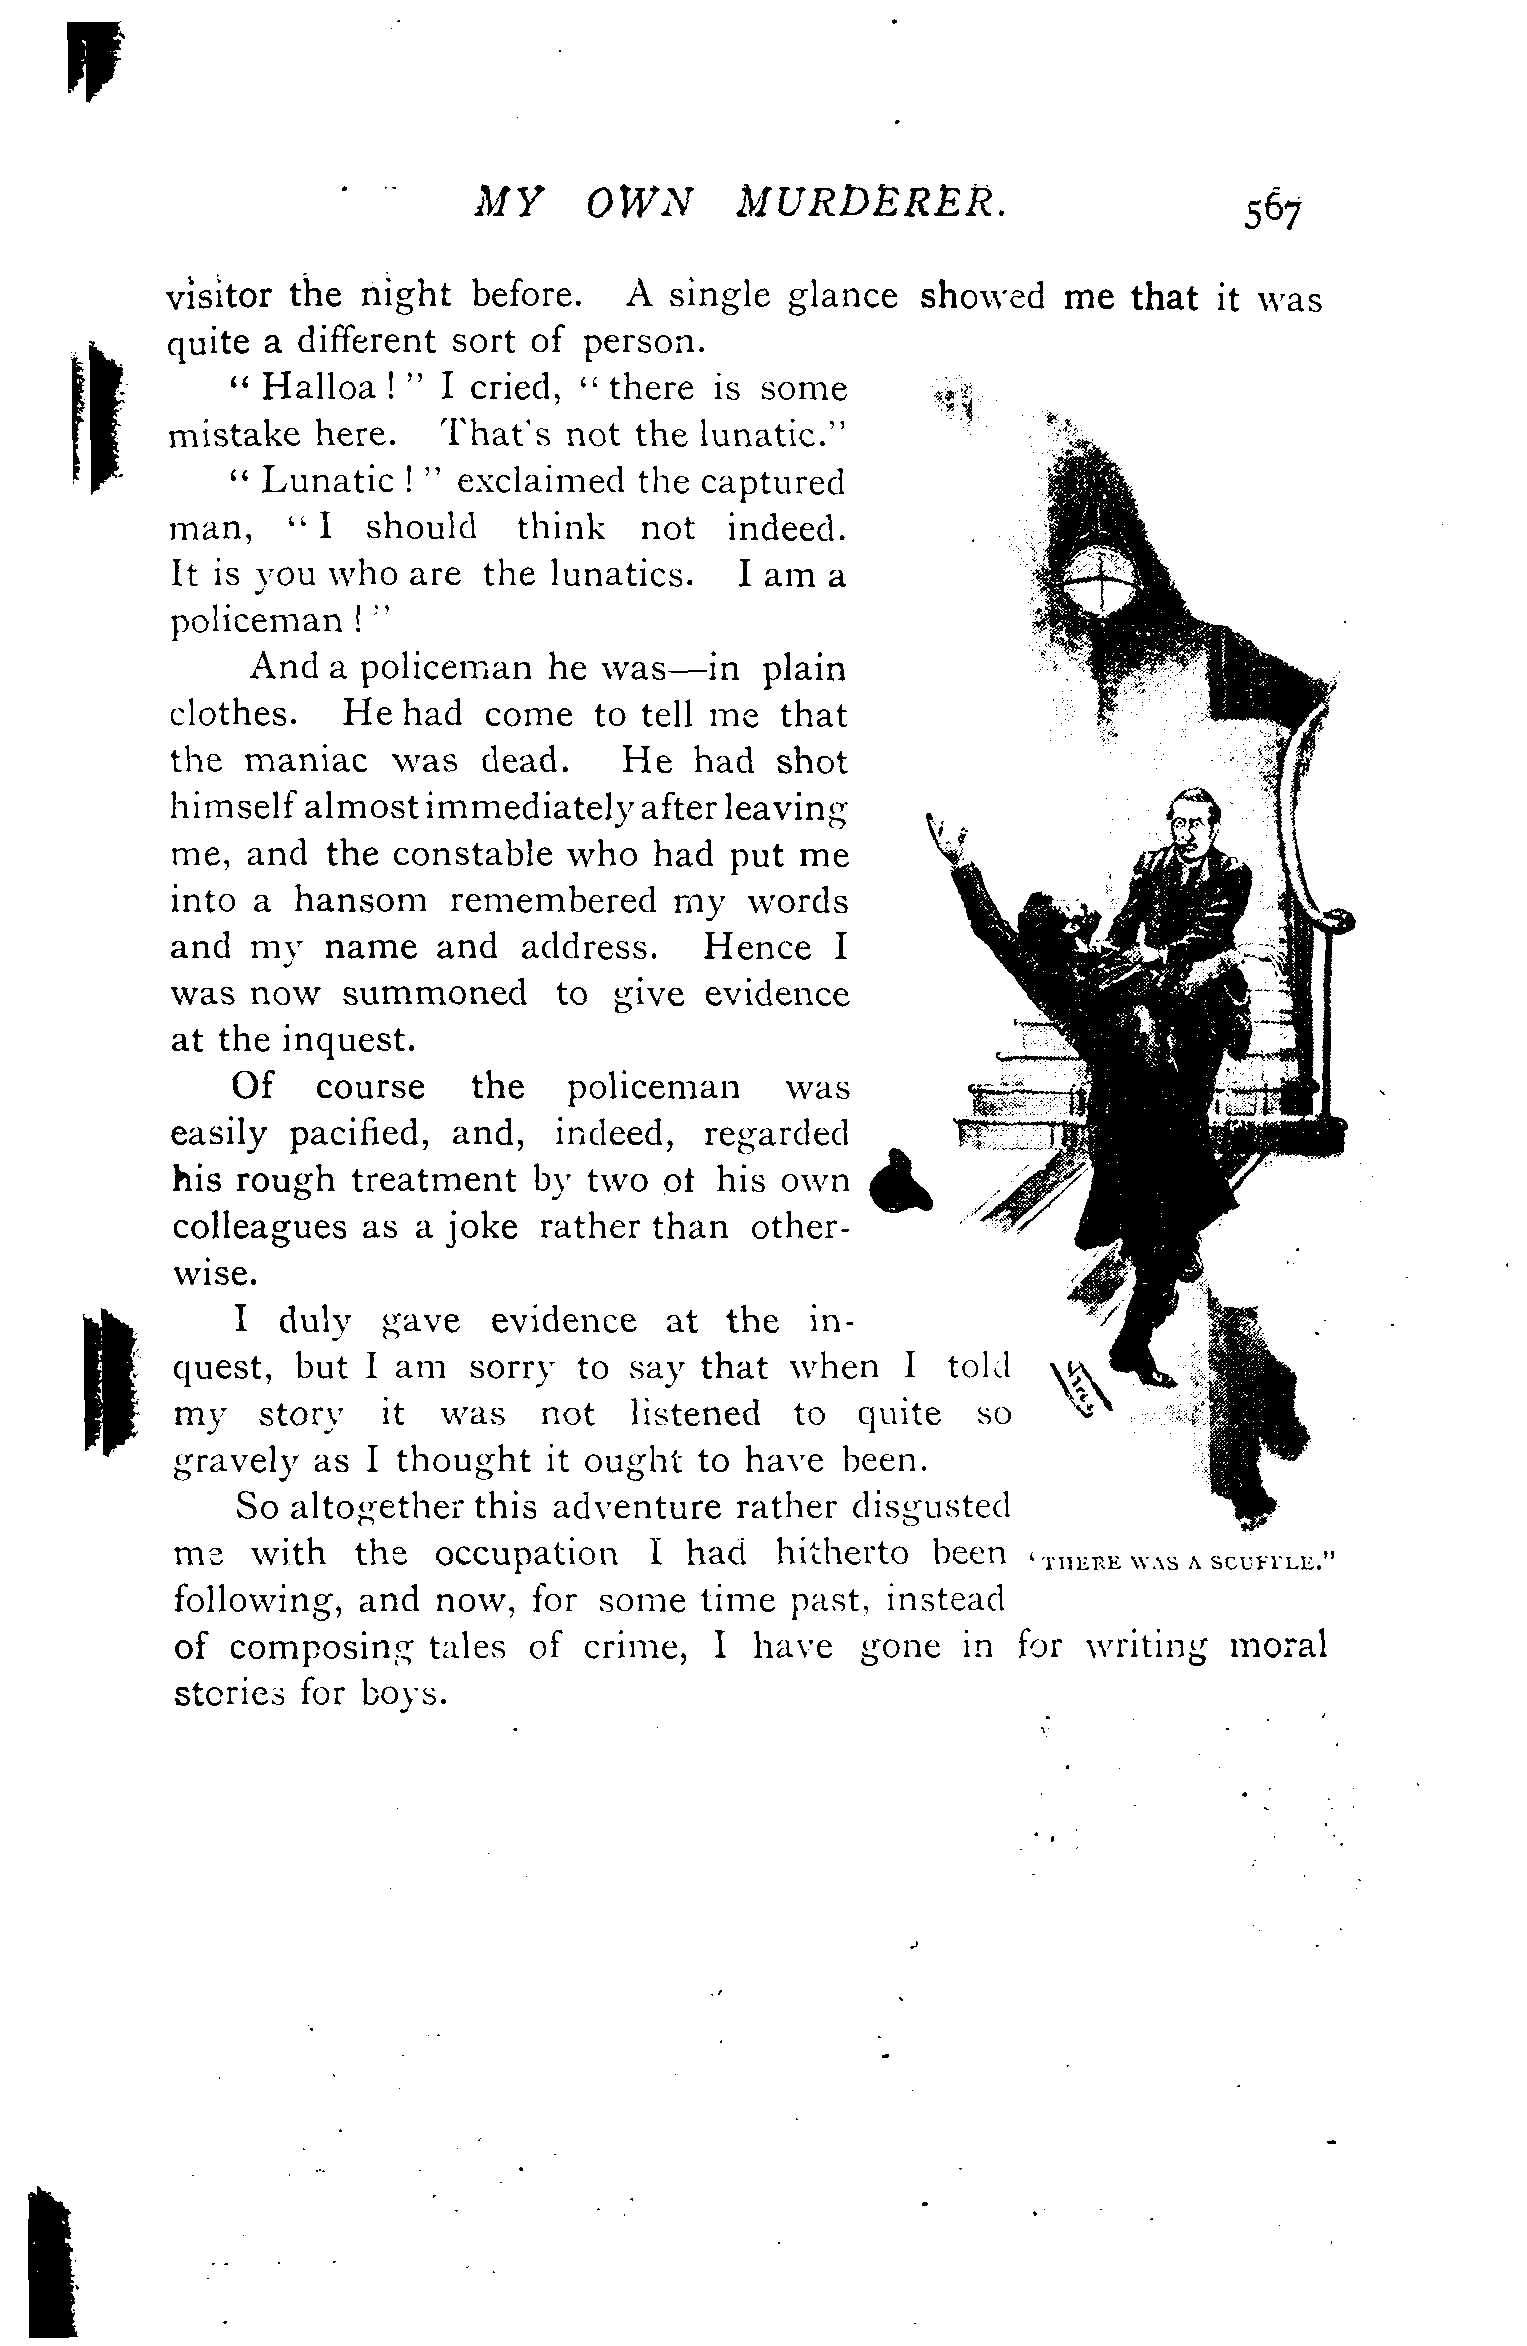 MY OWN MURDERER. 567
visitor the night before. A single glance showed me that it was
quite a different sort of person.
“ Halloa ! ” I cried, “ there is some
mistake here. That's not the lunatic.”
“ Lunatic ! ” exclaimed the captured
man, “ I should think not indeed.
It is you who are the lunatics. I am a
policeman ! ”
And a policeman he was—in plain
clothes. He had come to tell me that
the maniac was dead. He had shot
himself almost immediately after leaving
me, and the constable who had put me
into a hansom remembered my words
and my name and address. Hence I
was now summoned to give evidence
at the inquest.
Of course the policeman was
easily pacified, and, indeed, regarded
his rough treatment by two of his own
colleagues as a joke rather than other-
wise.
I duly gave evidence at the in-
quest, but I am sorry to say that when I told
my story it was not listened to quite so
gravely as I thought it ought to have been.
So altogether this adventure rather disgusted
me with the occupation I had hitherto been
following, and now, for some time past, instead
of composing tales of crime, I have gone in for writing moral
stories for boys.
‘THERE WAS A SCUFFLE.”